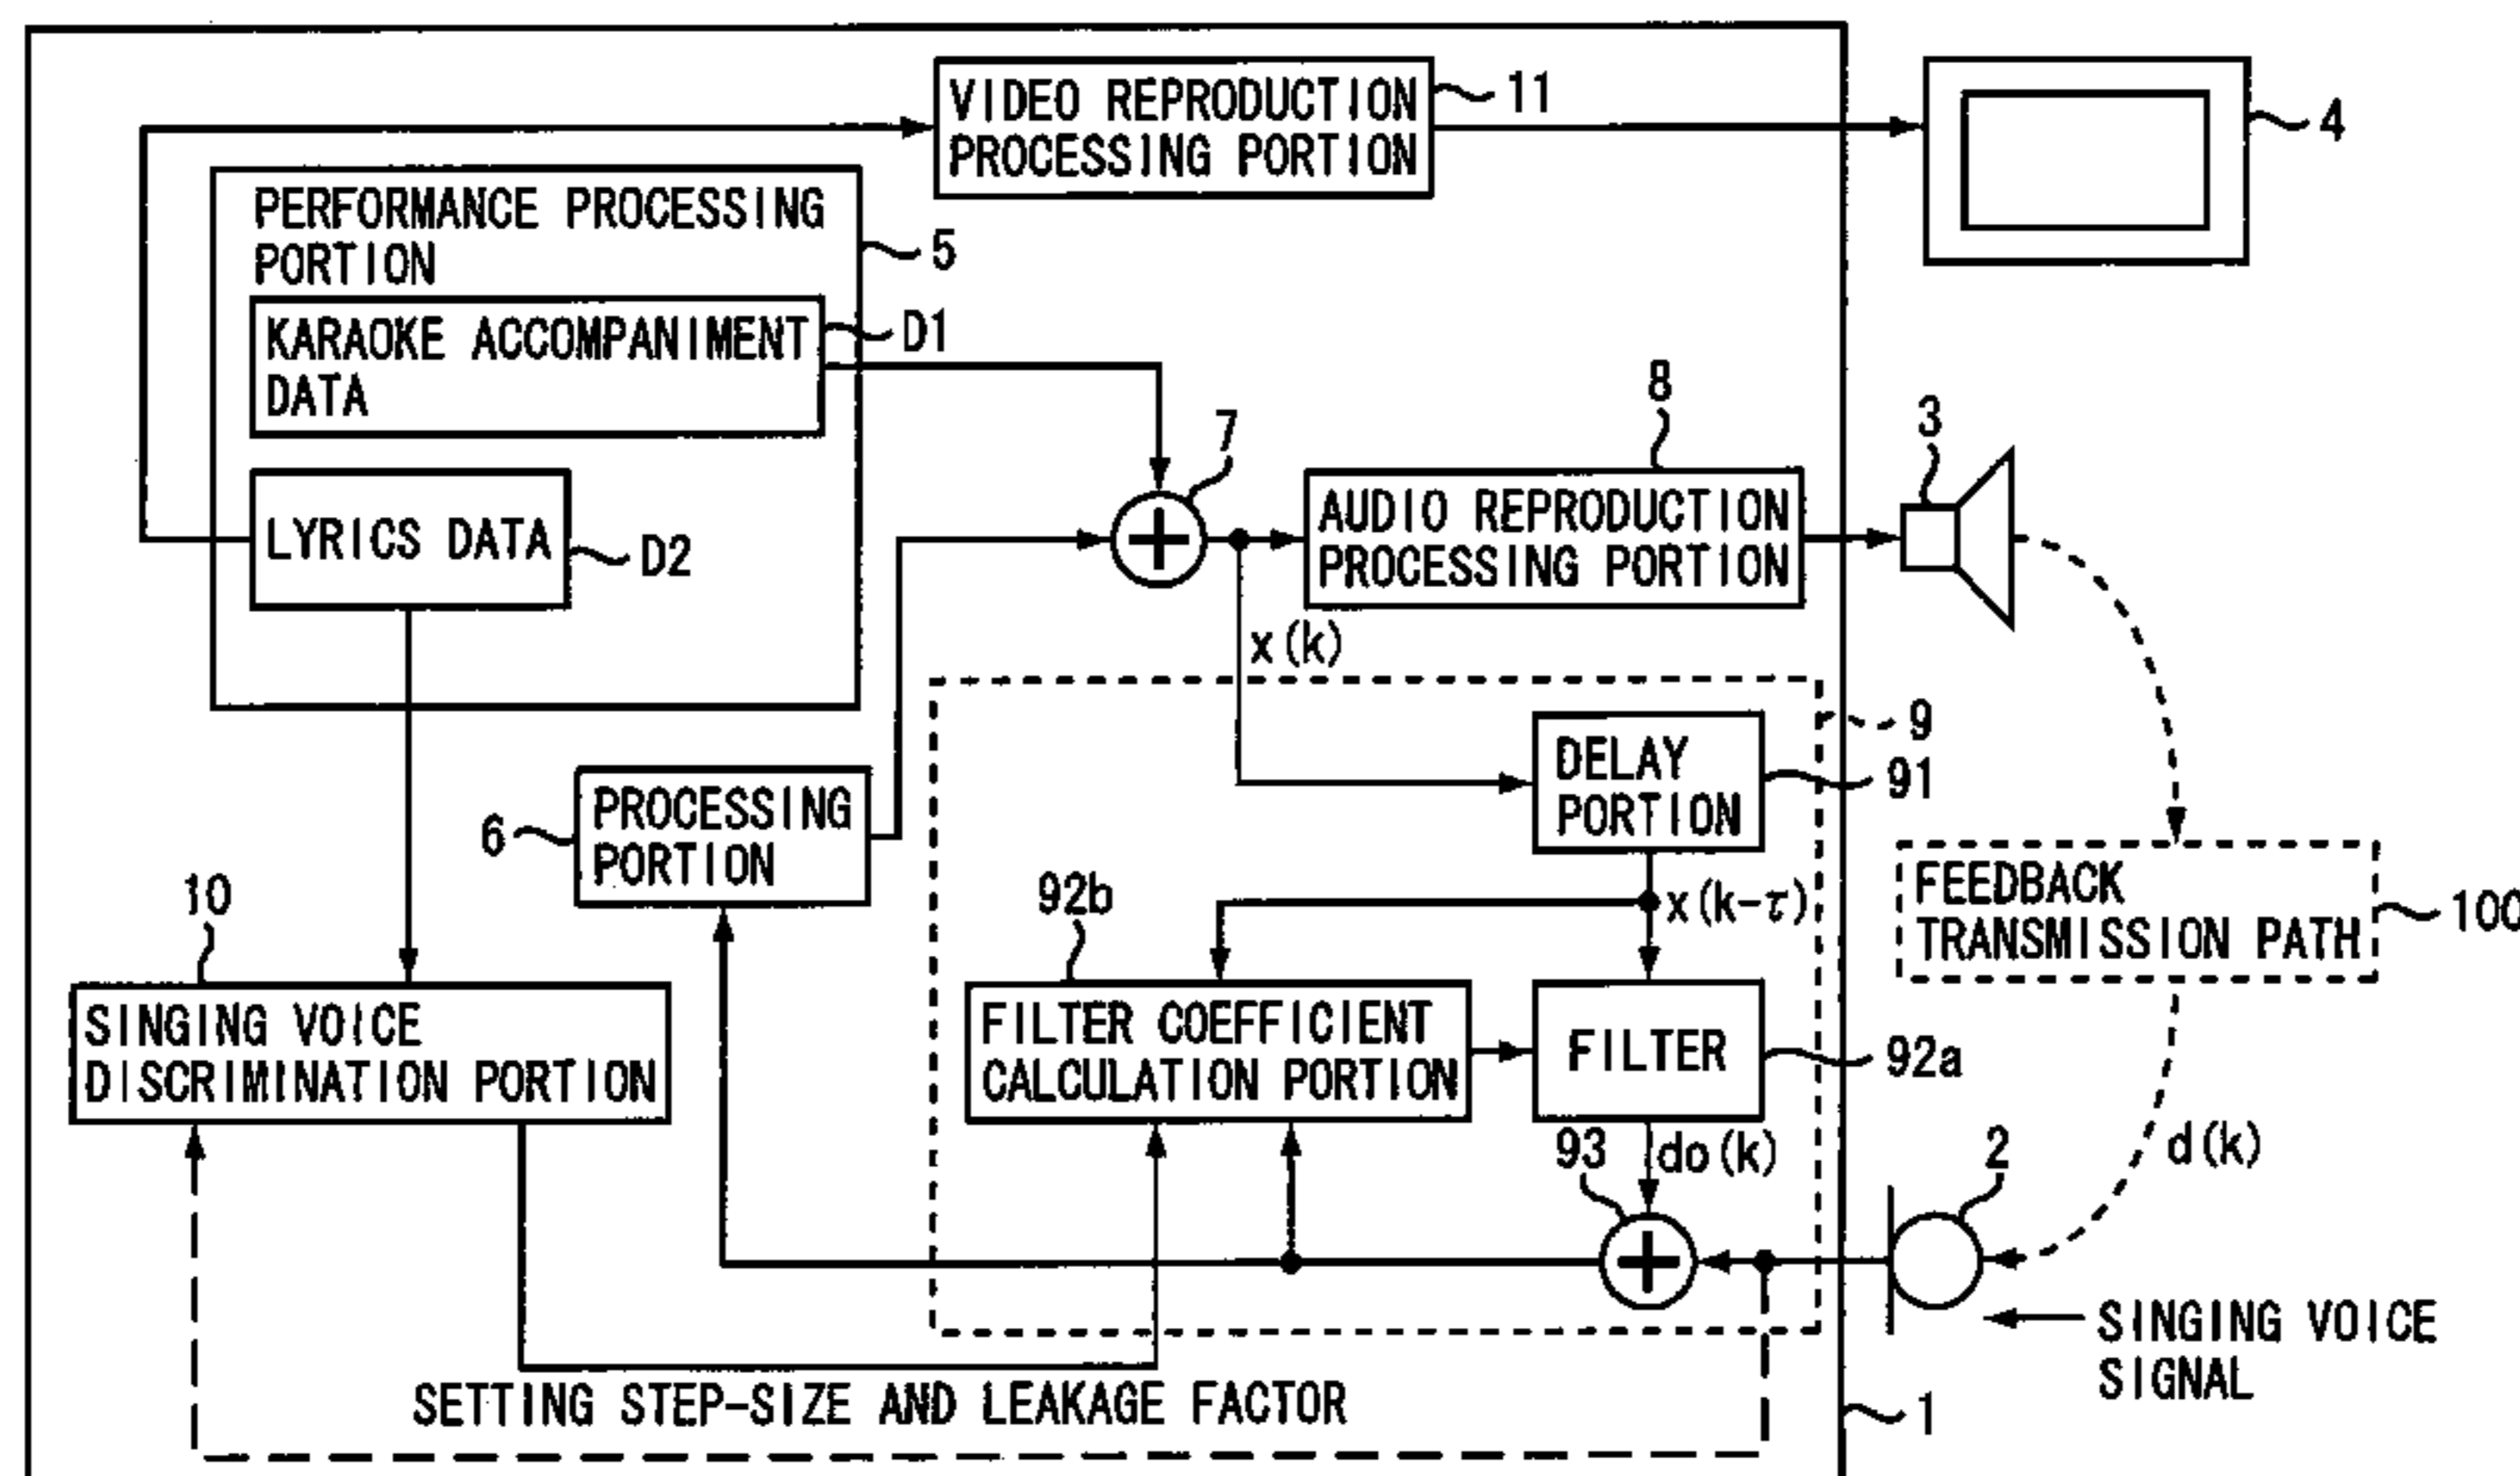 VIDEO REPRODUCTION
PROCESSING PORTION
11
4
PERFORMANCE PROCESSING
PORTION
5
KARAOKE ACCOMPANIMENT
DATA
D1
LYRICS DATA
D2
7
8
AUDIO REPRODUCTION
PROCESSING PORTION
3
x(k)
9
DELAY
PORTION
91
6
PROCESSING
PORTION
x(k-τ)
FEEDBACK
TRANSMISSION PATH
100
10
SINGING VOICE
DISCRIMINATION PORTION
92b
FILTER COEFFICIENT
CALCULATION PORTION
FILTER
92a
93
do(k)
d(k)
2
SINGING VOICE
SIGNAL
SETTING STEP-SIZE AND LEAKAGE FACTOR
1